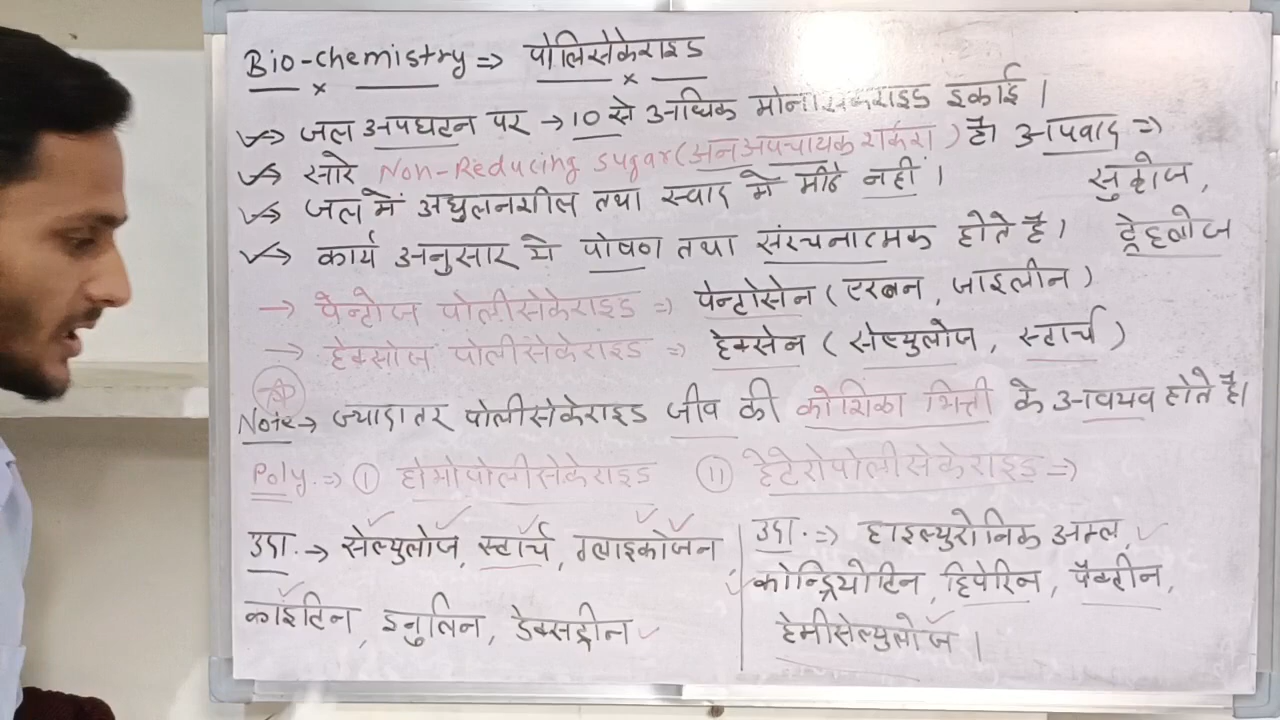 Bio-chemistry => पोलिसेकेराइड
जल अपघटन पर → 10 से अधिक मोनोसेकेराइड इकाई।
सारे Non-Reducing sugar (अनअपचायक शर्करा) है। अपवाद =>
सुक्रोज,
जल में अघुलनशील तथा स्वाद में मीठे नहीं।
ट्रेहलोज
कार्य अनुसार ये पोषण तथा संरचनात्मक होते है।
→ पेन्टोज पोलीसेकेराइड => पेन्टोसेन (एरबन, जाइलीन)
→ हेक्सोज पोलीसेकेराइड => हेक्सेन (सेल्युलोज, स्टार्च)
Note → ज्यादातर पोलीसेकेराइड जीव की कोशिका भित्ती के अवयव होते है।
Poly. => ① होमोपोलीसेकेराइड ⑪ हेटेरोपोलीसेकेराइड =>
उदा. → सेल्युलोज, स्टार्च, ग्लाइकोजन
काइटिन, इनुलिन, डेक्सट्रीन
उदा. => हाइल्युरोनिक अम्ल,
कोन्ड्रियोटिन, हिपेरिन, पैक्टीन,
हेमीसेल्युलोज।